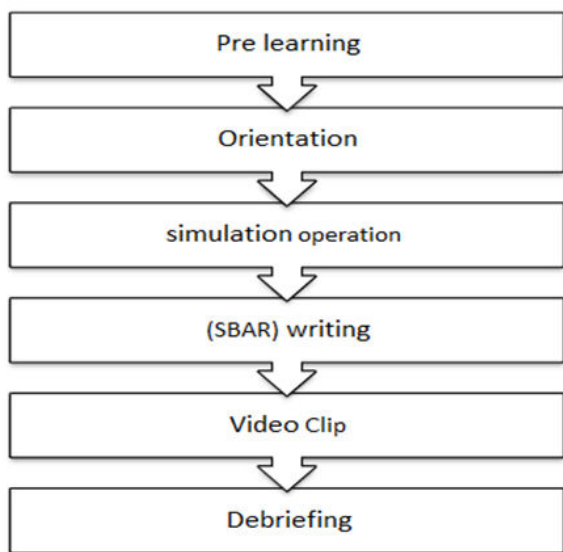 Pre learning
Orientation
simulation operation
(SBAR) writing
Video Clip
Debriefing